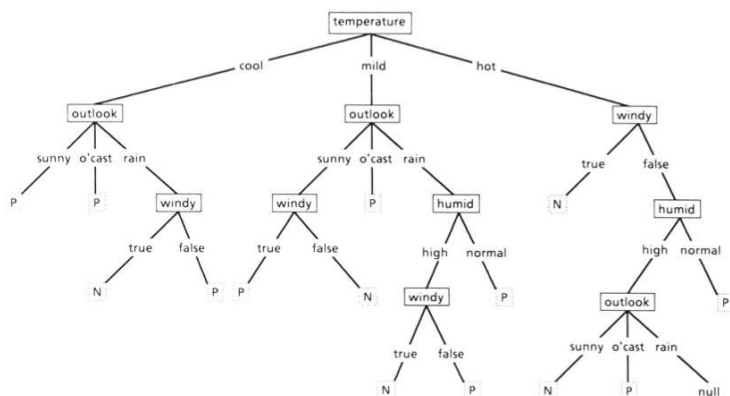 temperature
cool mild hot
outlook outlook windy
sunny o'cast rain sunny o'cast rain true false
P P windy windy P humid N humid
true false true false high normal high normal
N P P N windy P outlook P
true false sunny o'cast rain
N P N P null